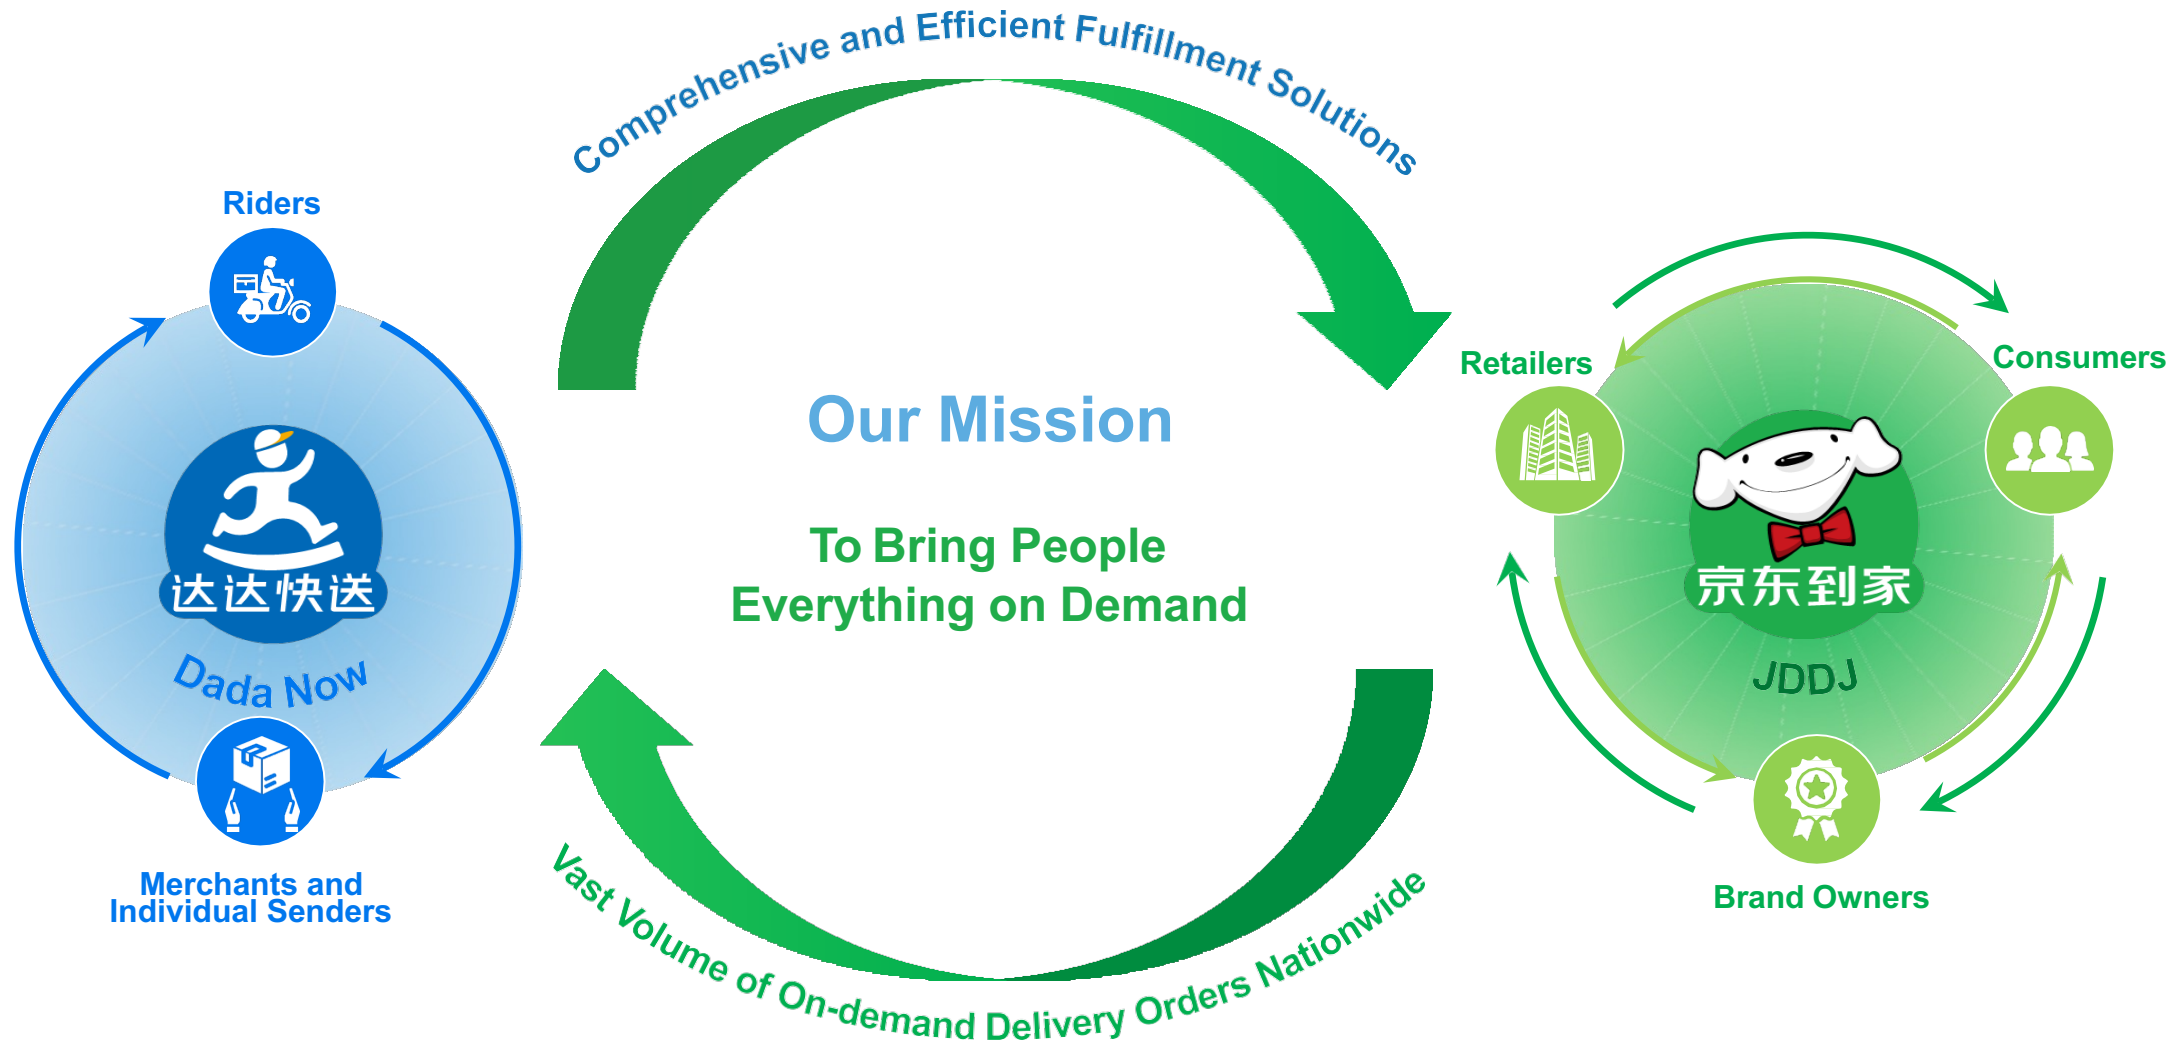 Comprehensive and Efficient Fulfillment Solutions
Riders
达达快送
Dada Now
Merchants and
Individual Senders
Our Mission
To Bring People
Everything on Demand
Retailers
Consumers
京东到家
JDDJ
Brand Owners
Vast Volume of On-demand Delivery Orders Nationwide